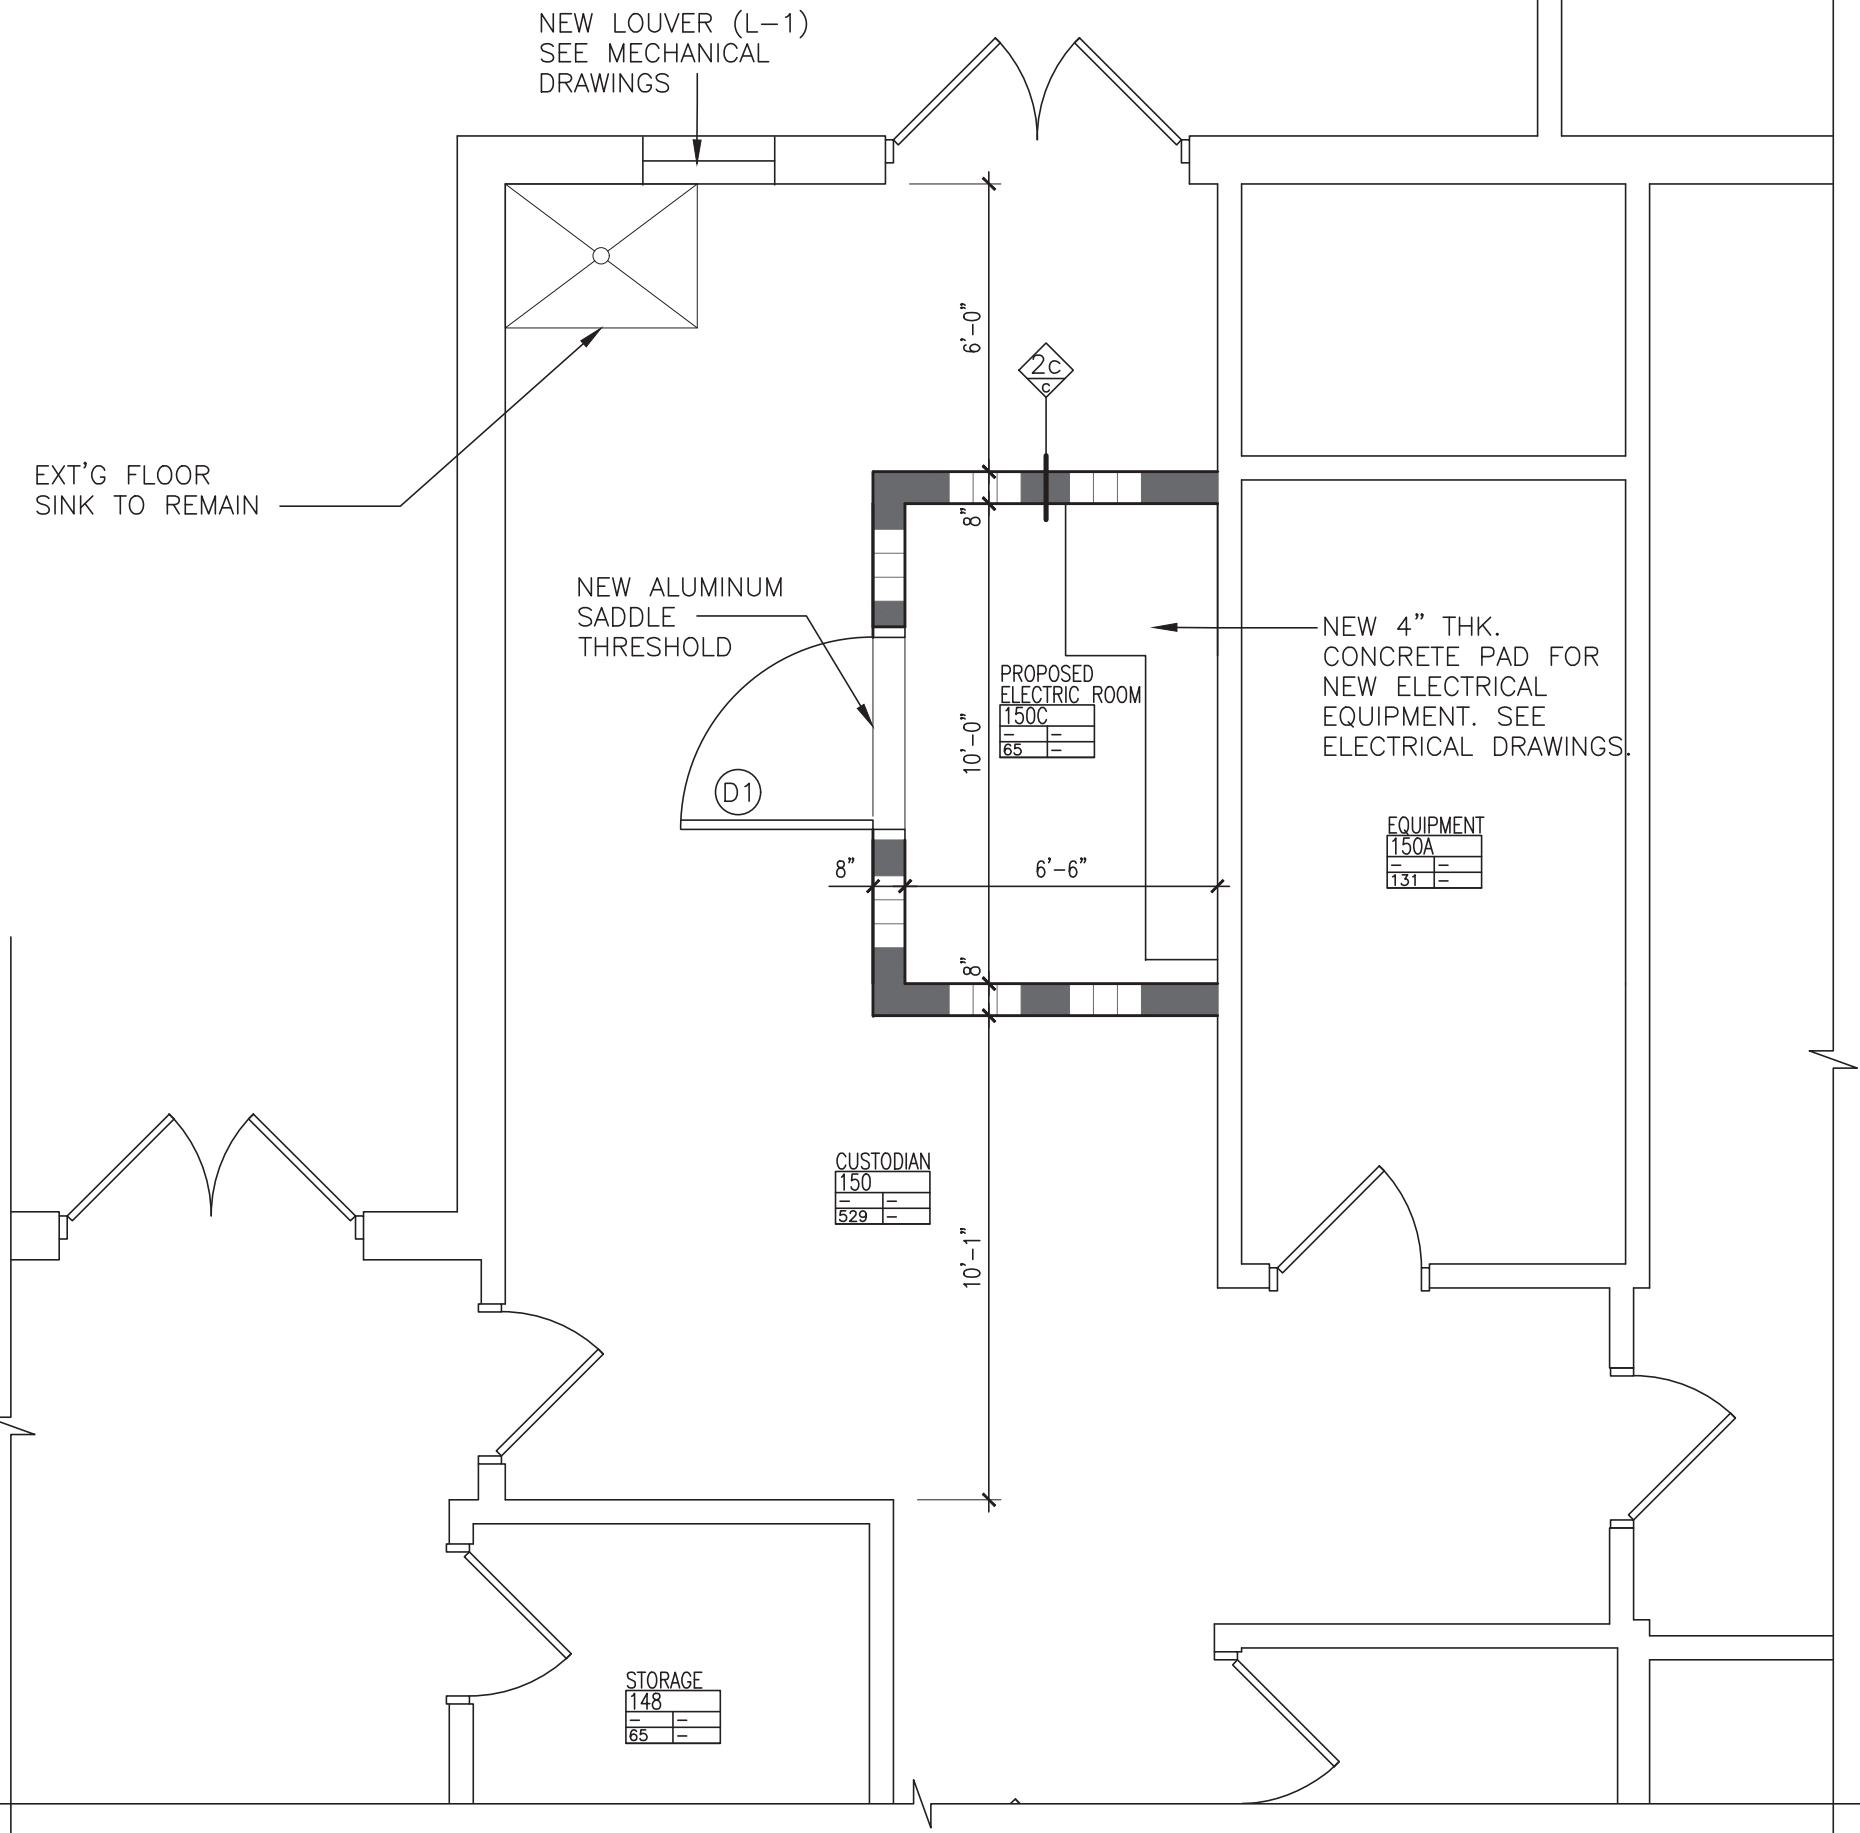 NEW LOUVER (L-1)
SEE MECHANICAL
DRAWINGS
6'-0"
2c
c
EXT'G FLOOR
SINK TO REMAIN
8"
NEW ALUMINUM
SADDLE
THRESHOLD
NEW 4" THK.
CONCRETE PAD FOR
NEW ELECTRICAL
EQUIPMENT. SEE
ELECTRICAL DRAWINGS.
PROPOSED
ELECTRIC ROOM
150C
- -
65 -
10'-0"
D1
EQUIPMENT
150A
- -
131 -
8"
6'-6"
8"
CUSTODIAN
150
- -
529 -
10'-1"
STORAGE
148
- -
65 -